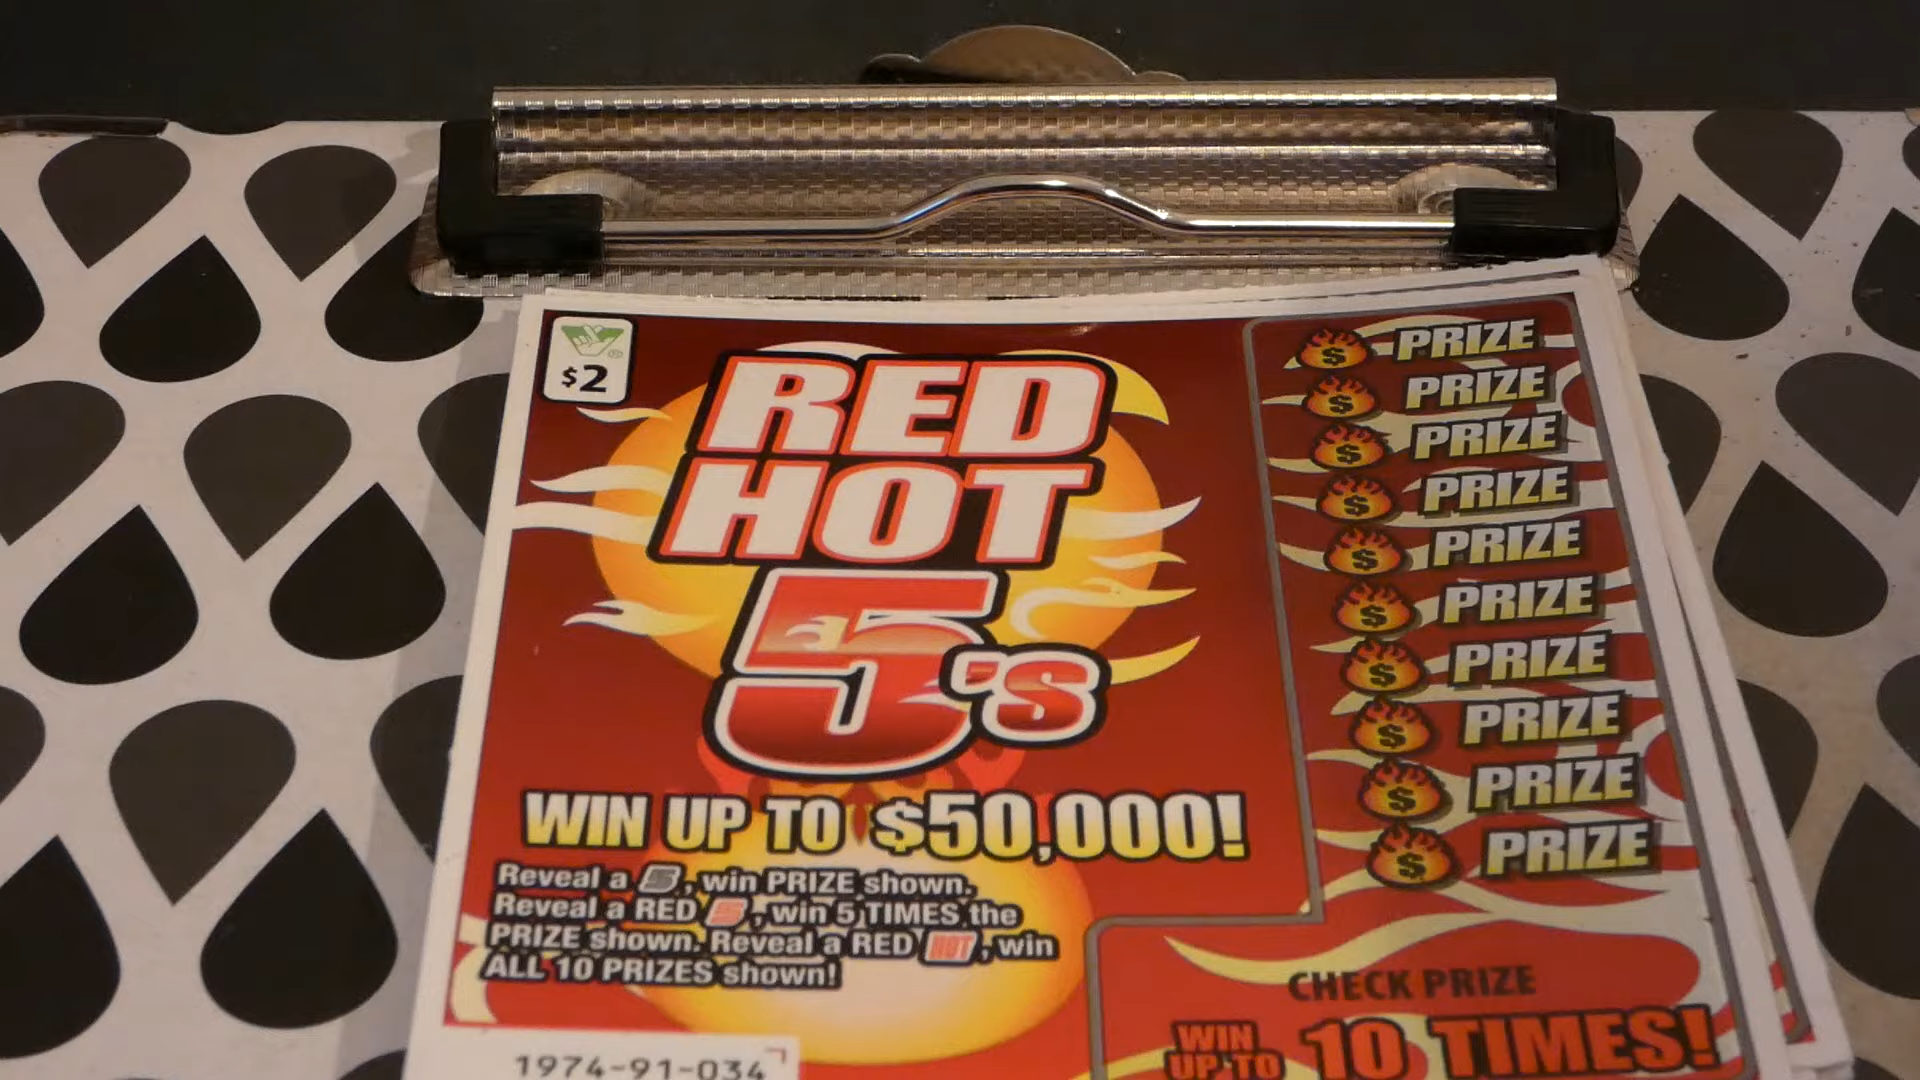 $2
RED
HOT
5's
WIN UP TO $50,000!
Reveal a 5, win PRIZE shown.
Reveal a RED 5, win 5 TIMES the
PRIZE shown. Reveal a RED HOT, win
ALL 10 PRIZES shown!
1974-91-034
$ PRIZE
$ PRIZE
$ PRIZE
$ PRIZE
$ PRIZE
$ PRIZE
$ PRIZE
$ PRIZE
$ PRIZE
$ PRIZE
CHECK PRIZE
WIN
UP TO 10 TIMES!